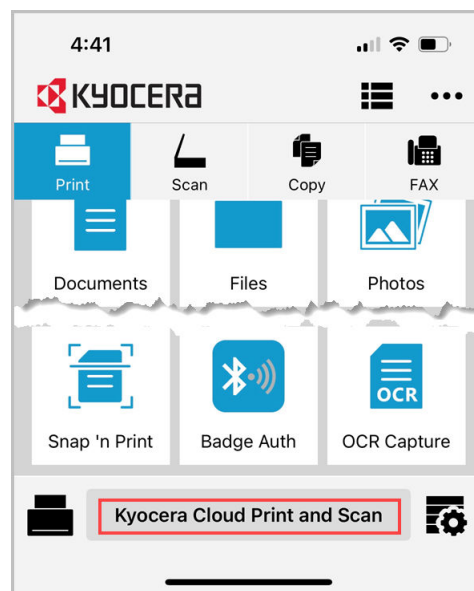 4:41
KYOCERA
Print Scan Copy FAX
Documents Files Photos
OCR
Snap 'n Print Badge Auth OCR Capture
Kyocera Cloud Print and Scan